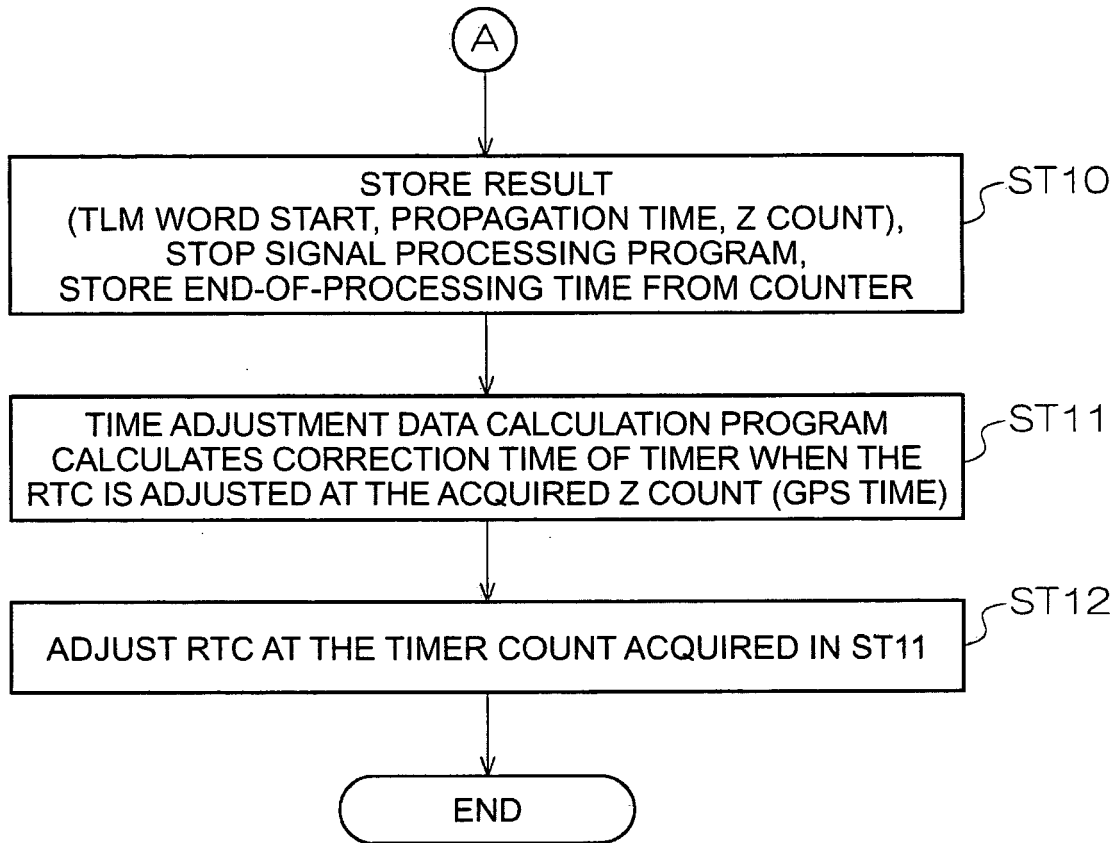 A
STORE RESULT
(TLM WORD START, PROPAGATION TIME, Z COUNT),
STOP SIGNAL PROCESSING PROGRAM,
STORE END-OF-PROCESSING TIME FROM COUNTER
ST10
TIME ADJUSTMENT DATA CALCULATION PROGRAM
CALCULATES CORRECTION TIME OF TIMER WHEN THE
RTC IS ADJUSTED AT THE ACQUIRED Z COUNT (GPS TIME)
ST11
ADJUST RTC AT THE TIMER COUNT ACQUIRED IN ST11
ST12
END